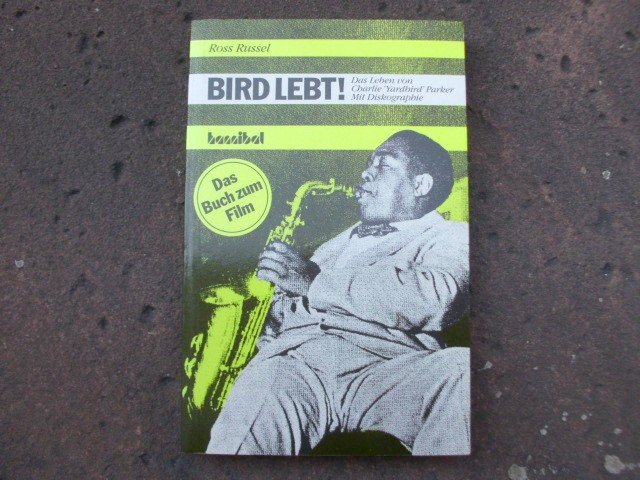 Ross Russel
BIRD LEBT!
Das Leben von
Charlie "Yardbird" Parker
Mit Diskographie
hannibal
Das
Buch zum
Film